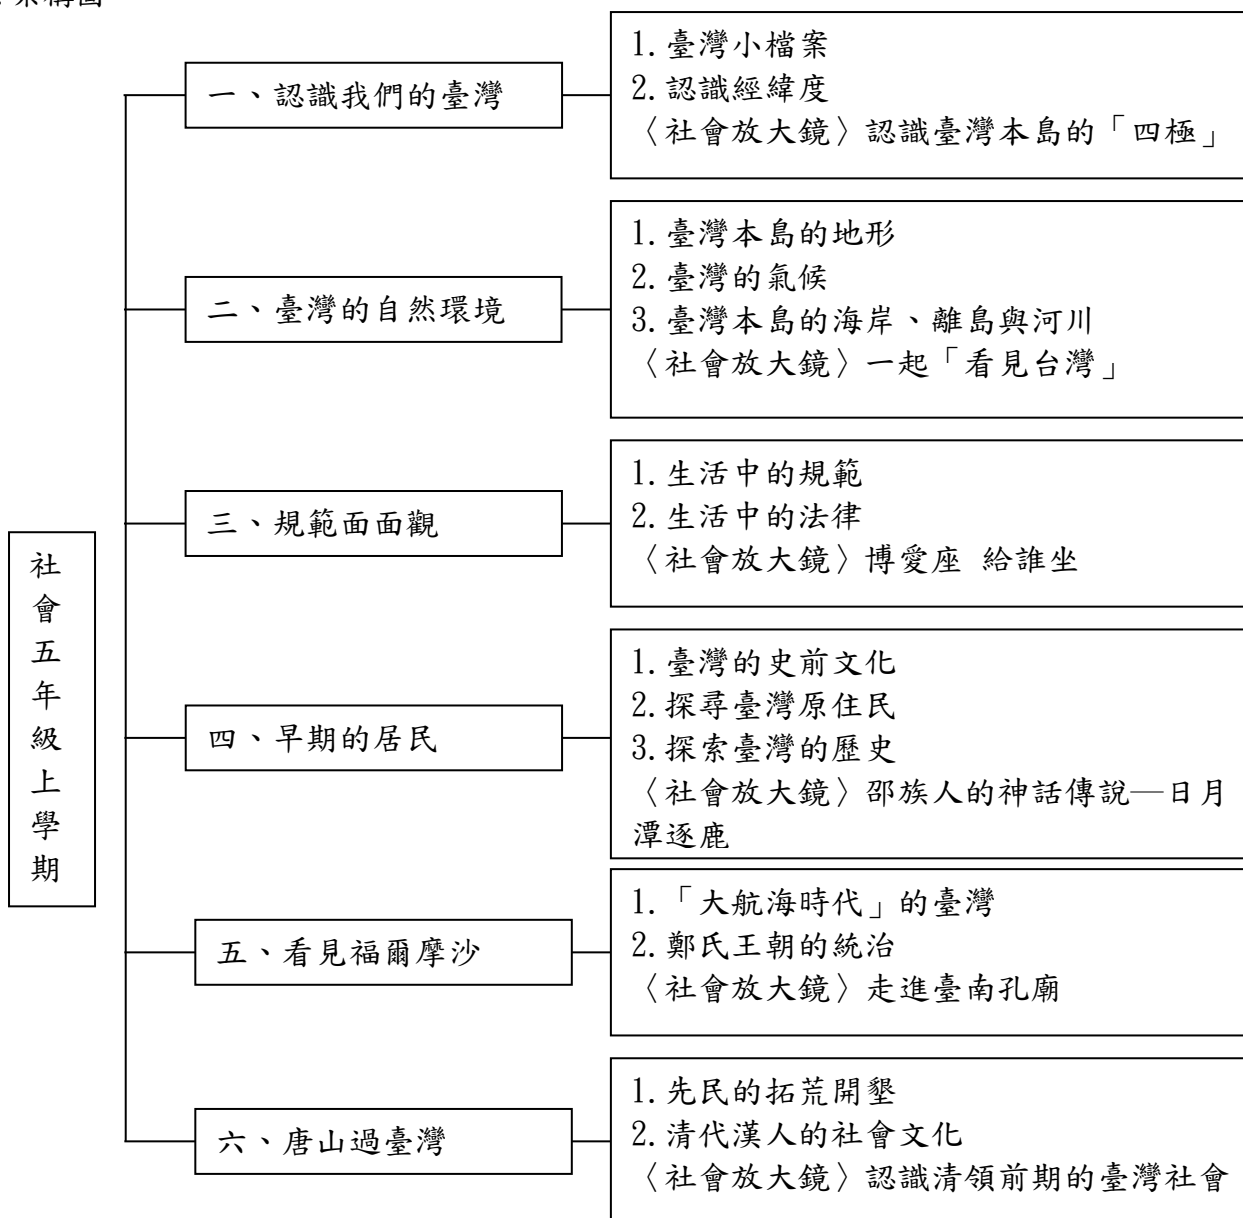 一、認識我們的臺灣
1.臺灣小檔案
2.認識經緯度
〈社會放大鏡〉認識臺灣本島的「四極」
二、臺灣的自然環境
1.臺灣本島的地形
2.臺灣的氣候
3.臺灣本島的海岸、離島與河川
〈社會放大鏡〉一起「看見台灣」
三、規範面面觀
1.生活中的規範
2.生活中的法律
〈社會放大鏡〉博愛座 給誰坐
社會五年級上學期
四、早期的居民
1.臺灣的史前文化
2.探尋臺灣原住民
3.探索臺灣的歷史
〈社會放大鏡〉邵族人的神話傳說─日月
潭逐鹿
五、看見福爾摩沙
1.「大航海時代」的臺灣
2.鄭氏王朝的統治
〈社會放大鏡〉走進臺南孔廟
六、唐山過臺灣
1.先民的拓荒開墾
2.清代漢人的社會文化
〈社會放大鏡〉認識清領前期的臺灣社會